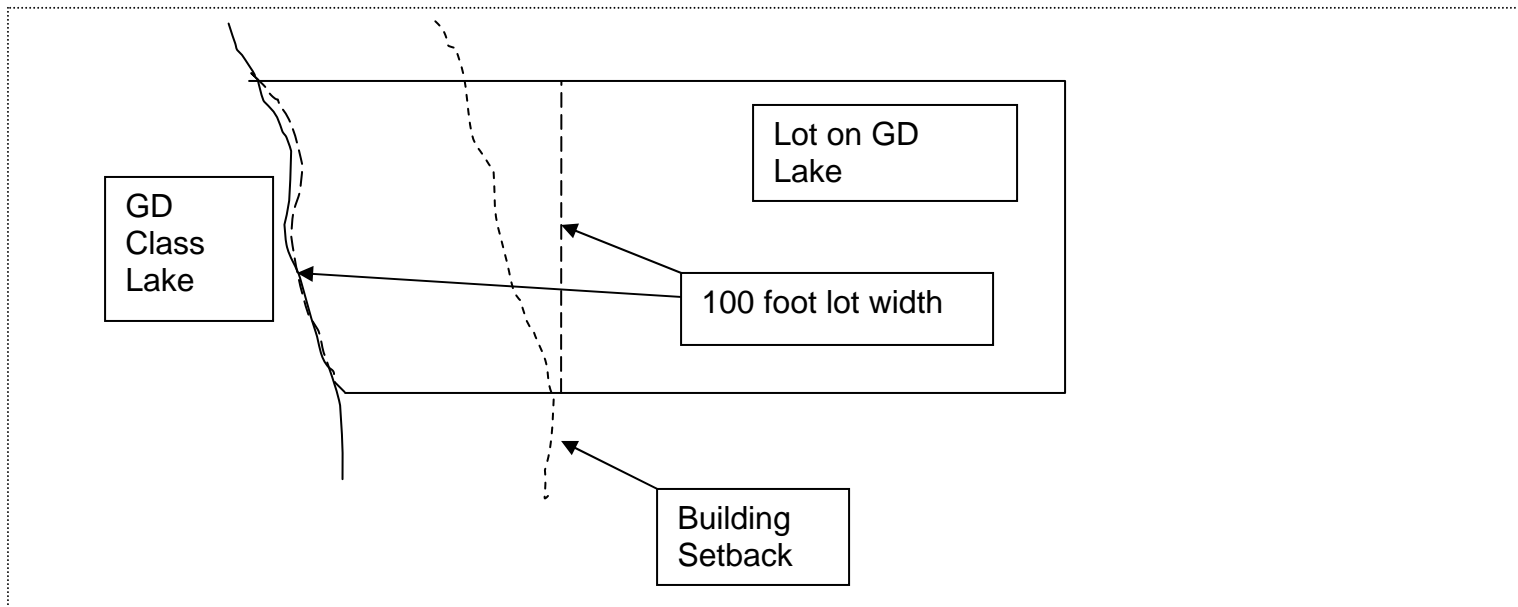 Lot on GD
Lake
GD
Class
Lake
100 foot lot width
Building
Setback